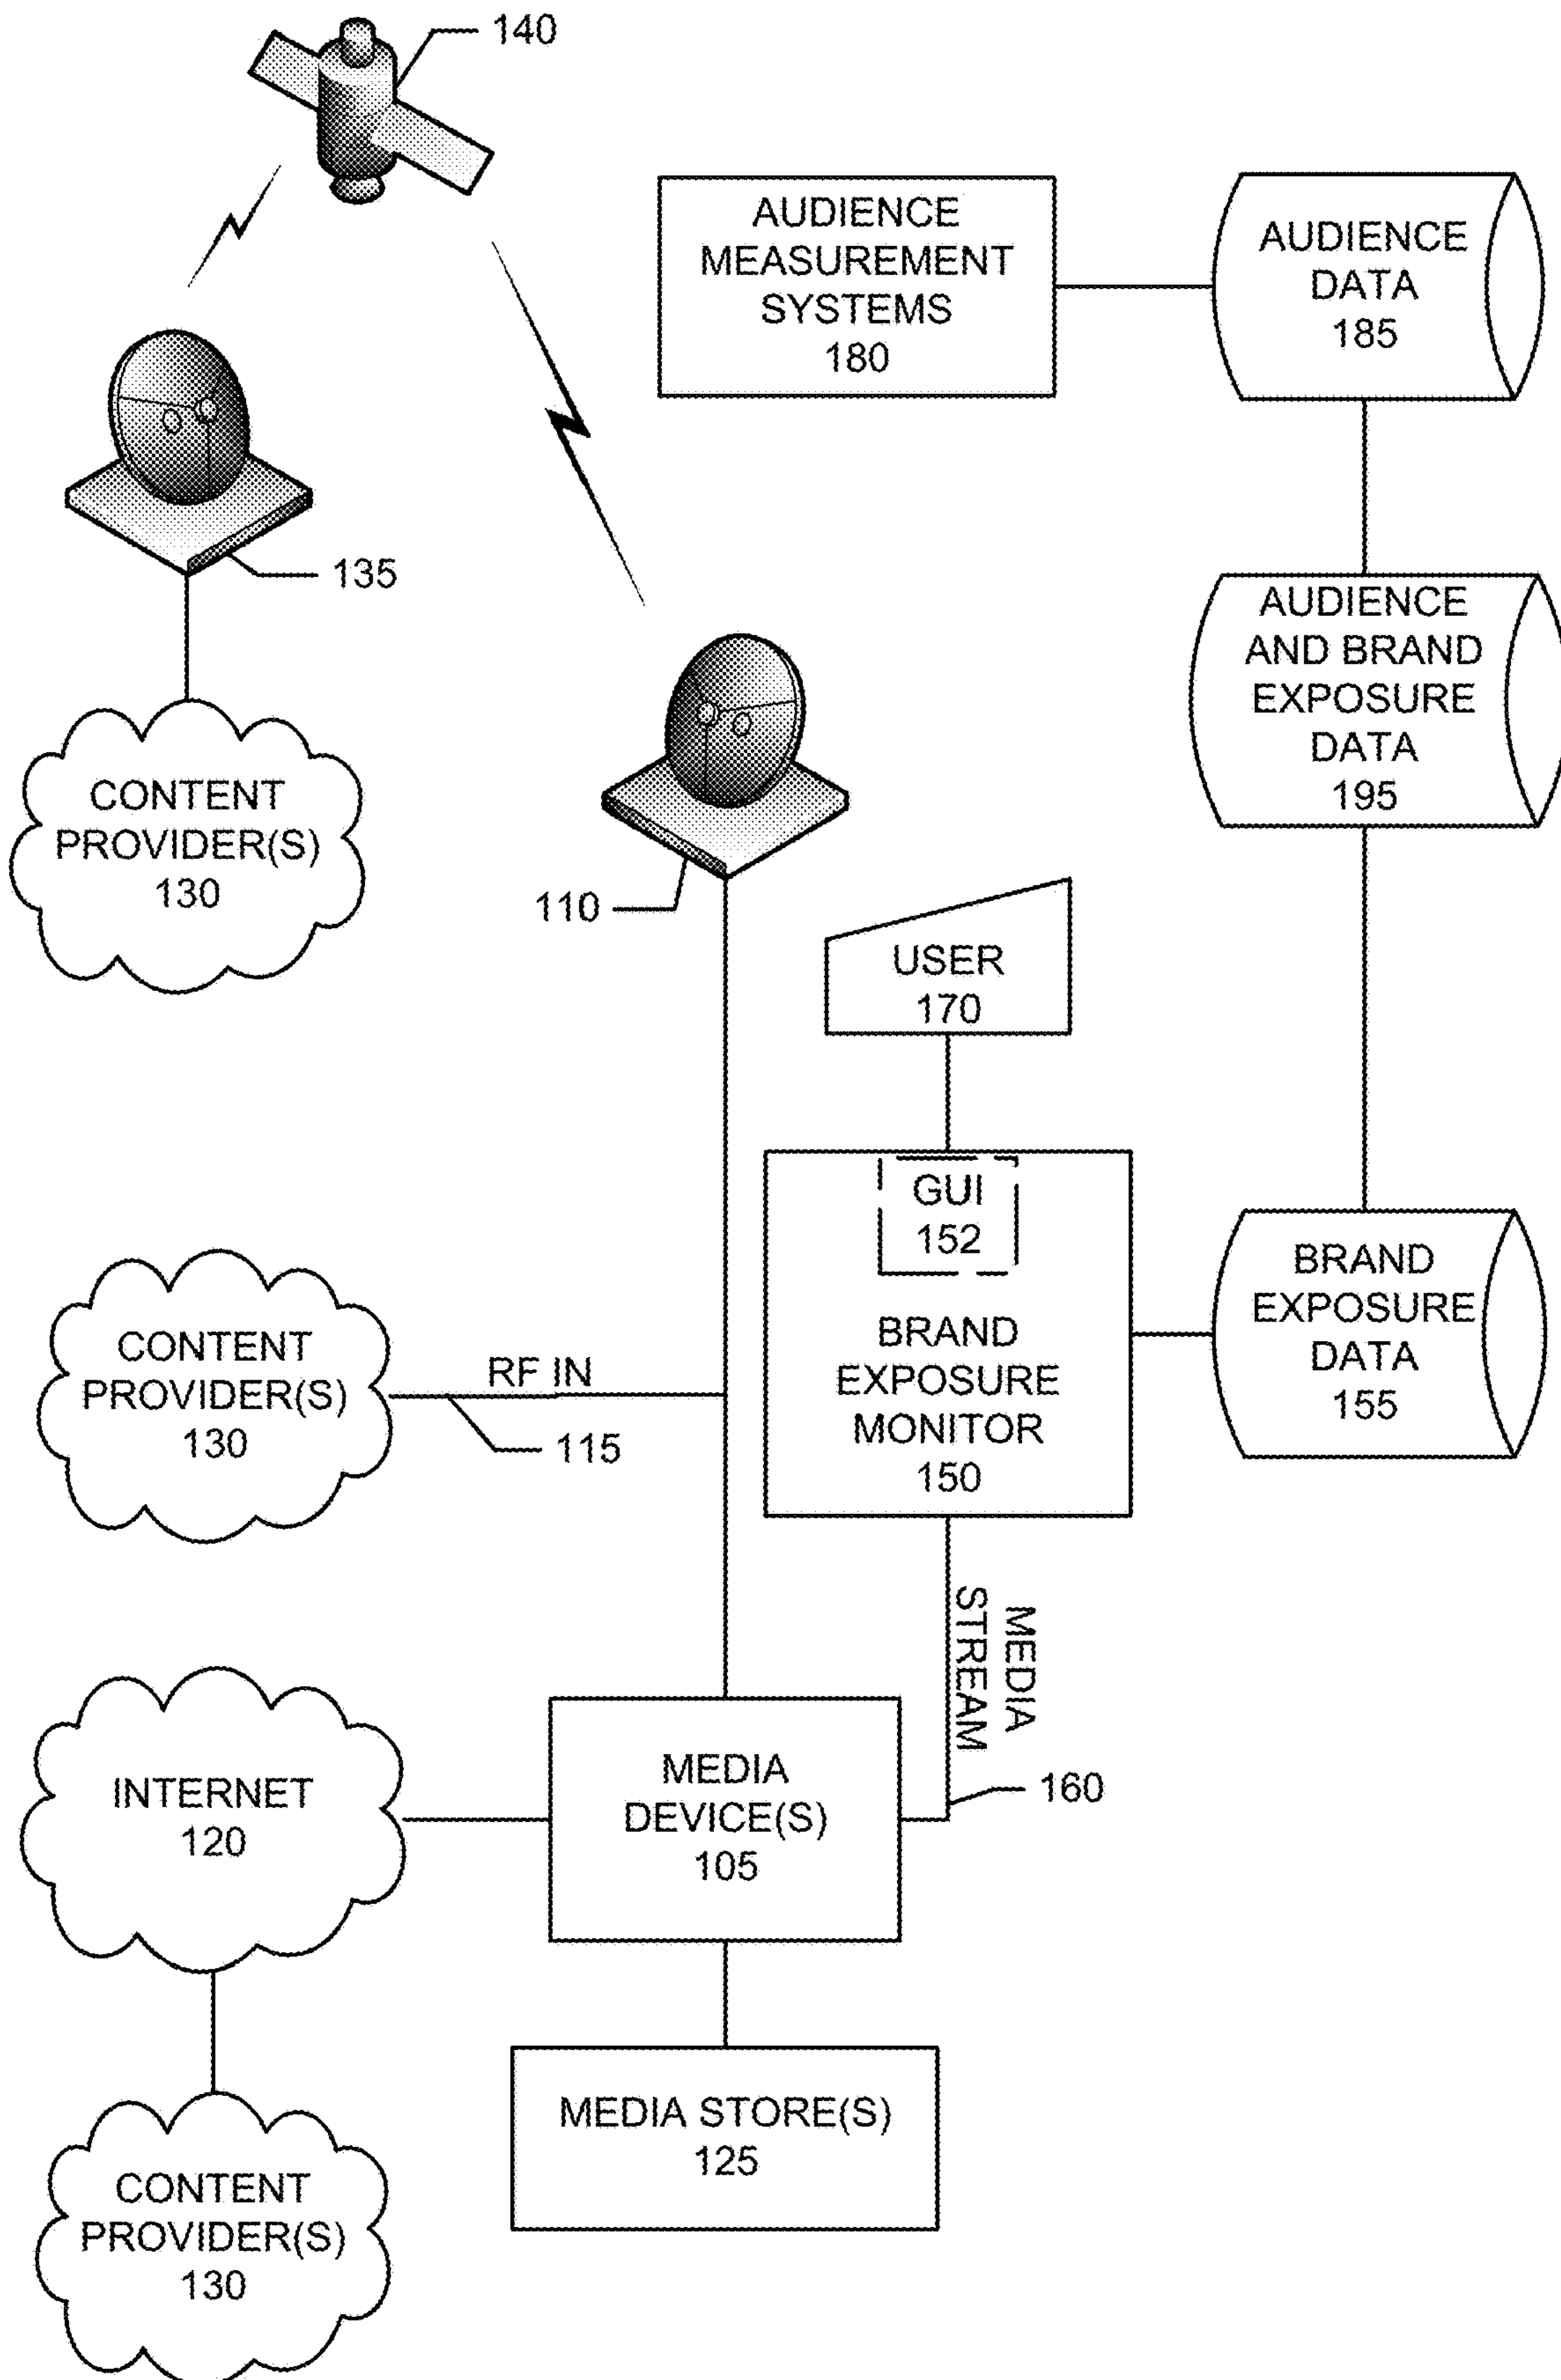 140
AUDIENCE
MEASUREMENT
SYSTEMS
180
AUDIENCE
DATA
185
135
AUDIENCE
AND BRAND
EXPOSURE
DATA
195
CONTENT
PROVIDER(S)
130
110
USER
170
GUI
152
BRAND
EXPOSURE
MONITOR
150
BRAND
EXPOSURE
DATA
155
CONTENT
PROVIDER(S)
130
RF IN
115
MEDIA
STREAM
160
INTERNET
120
MEDIA
DEVICE(S)
105
MEDIA STORE(S)
125
CONTENT
PROVIDER(S)
130